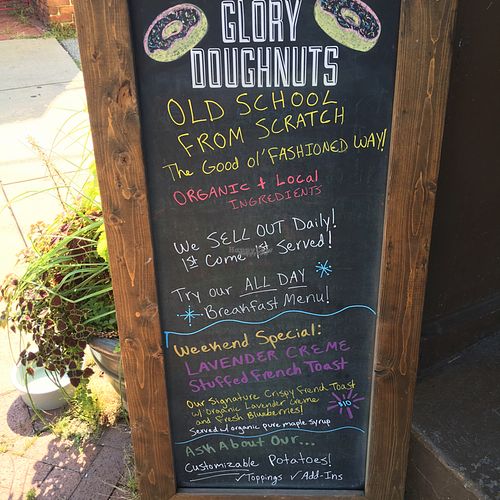 GLORY
DOUGHNUTS
OLD SCHOOL
FROM SCRATCH
The Good ol' FASHIONED WAY!
ORGANIC + Local
INGREDIENTS
We SELL OUT Daily!
1st Come 1st Served!
Try our ALL DAY
Breakfast Menu!
Weekend Special:
LAVENDER CREME
Stuffed French Toast
Our Signature Crispy French Toast
w/ Organic Lavender Creme
and Fresh Blueberries!
$10
Served w/ organic pure maple syrup
Ask About Our...
Customizable Potatoes!
✓Toppings ✓Add-Ins